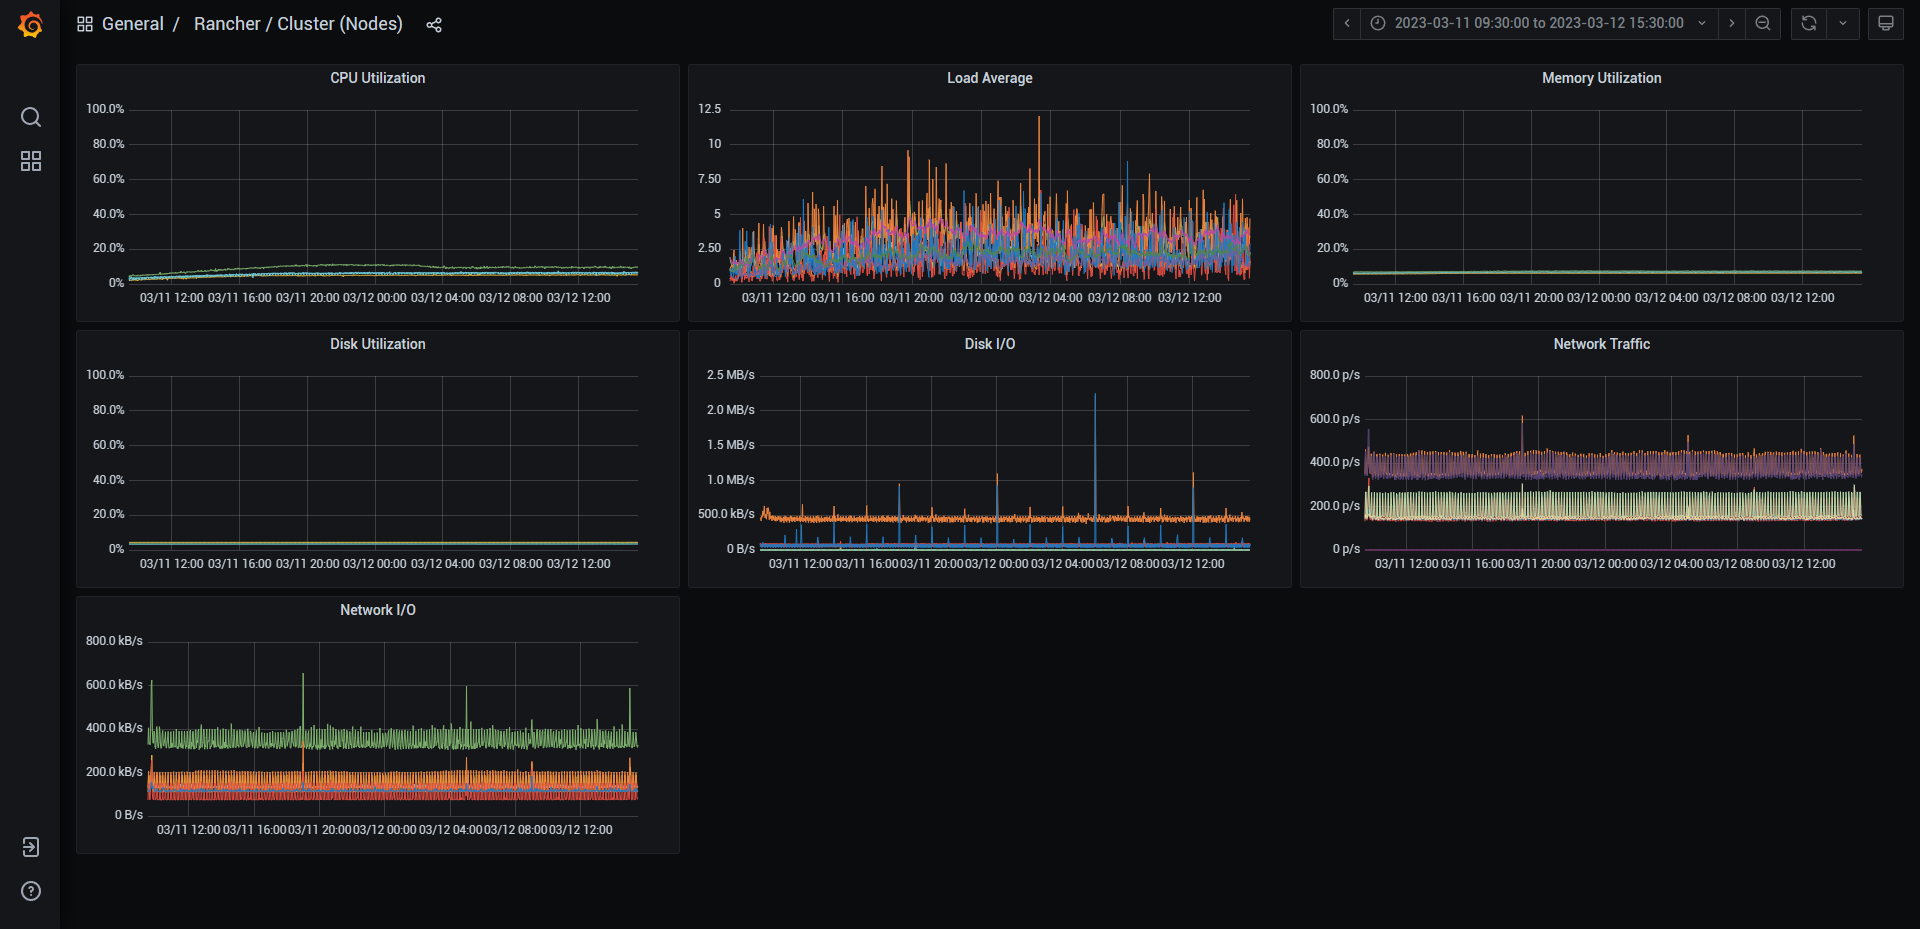 General / Rancher / Cluster (Nodes)
2023-03-11 09:30:00 to 2023-03-12 15:30:00
CPU Utilization
100.0%
80.0%
60.0%
40.0%
20.0%
0%
03/11 12:00 03/11 16:00 03/11 20:00 03/12 00:00 03/12 04:00 03/12 08:00 03/12 12:00
Load Average
12.5
10
7.50
5
2.50
0
03/11 12:00 03/11 16:00 03/11 20:00 03/12 00:00 03/12 04:00 03/12 08:00 03/12 12:00
Memory Utilization
100.0%
80.0%
60.0%
40.0%
20.0%
0%
03/11 12:00 03/11 16:00 03/11 20:00 03/12 00:00 03/12 04:00 03/12 08:00 03/12 12:00
Disk Utilization
100.0%
80.0%
60.0%
40.0%
20.0%
0%
03/11 12:00 03/11 16:00 03/11 20:00 03/12 00:00 03/12 04:00 03/12 08:00 03/12 12:00
Disk I/O
2.5 MB/s
2.0 MB/s
1.5 MB/s
1.0 MB/s
500.0 kB/s
0 B/s
03/11 12:00 03/11 16:00 03/11 20:00 03/12 00:00 03/12 04:00 03/12 08:00 03/12 12:00
Network Traffic
800.0 p/s
600.0 p/s
400.0 p/s
200.0 p/s
0 p/s
03/11 12:00 03/11 16:00 03/11 20:00 03/12 00:00 03/12 04:00 03/12 08:00 03/12 12:00
Network I/O
800.0 kB/s
600.0 kB/s
400.0 kB/s
200.0 kB/s
0 B/s
03/11 12:00 03/11 16:00 03/11 20:00 03/12 00:00 03/12 04:00 03/12 08:00 03/12 12:00